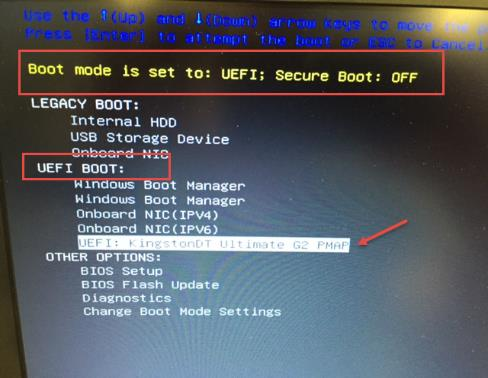 Use the ↑(Up) and ↓(Down) arrow keys to move the
Press [Enter] to attempt the boot or ESC to Cancel.
Boot mode is set to: UEFI; Secure Boot: OFF
LEGACY BOOT:
Internal HDD
USB Storage Device
Onboard NIC
UEFI BOOT:
Windows Boot Manager
Windows Boot Manager
Onboard NIC(IPV4)
Onboard NIC(IPV6)
UEFI: KingstonDT Ultimate G2 PMAP
OTHER OPTIONS:
BIOS Setup
BIOS Flash Update
Diagnostics
Change Boot Mode Settings